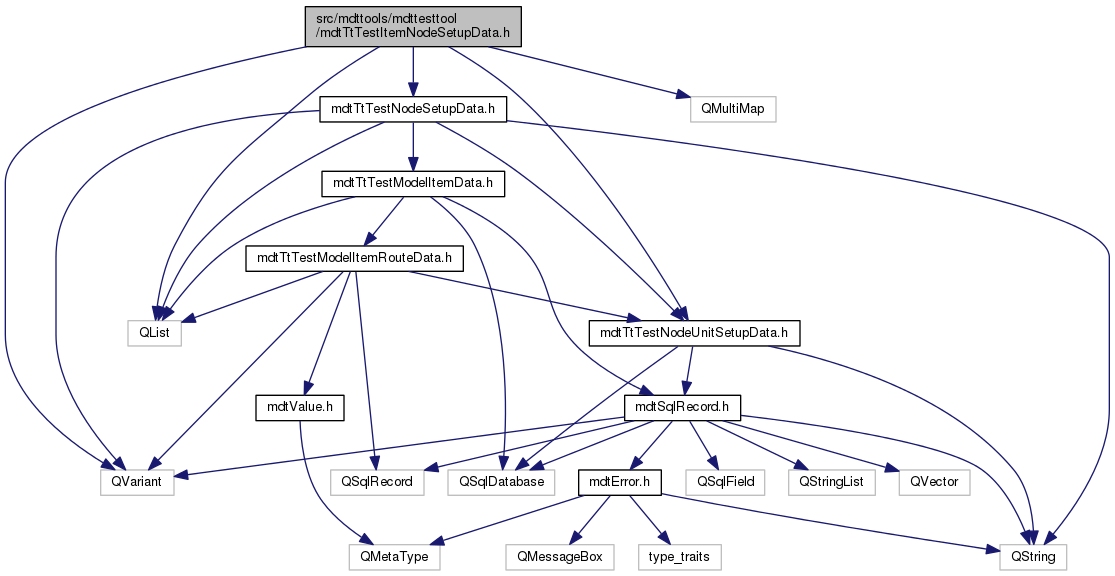 src/mdttools/mdttesttool
/mdtTtTestItemNodeSetupData.h
mdtTtTestNodeSetupData.h
QMultiMap
mdtTtTestModelItemData.h
mdtTtTestModelItemRouteData.h
QList
mdtTtTestNodeUnitSetupData.h
mdtValue.h
mdtSqlRecord.h
QVariant
QSqlRecord
QSqlDatabase
mdtError.h
QSqlField
QStringList
QVector
QMetaType
QMessageBox
type_traits
QString